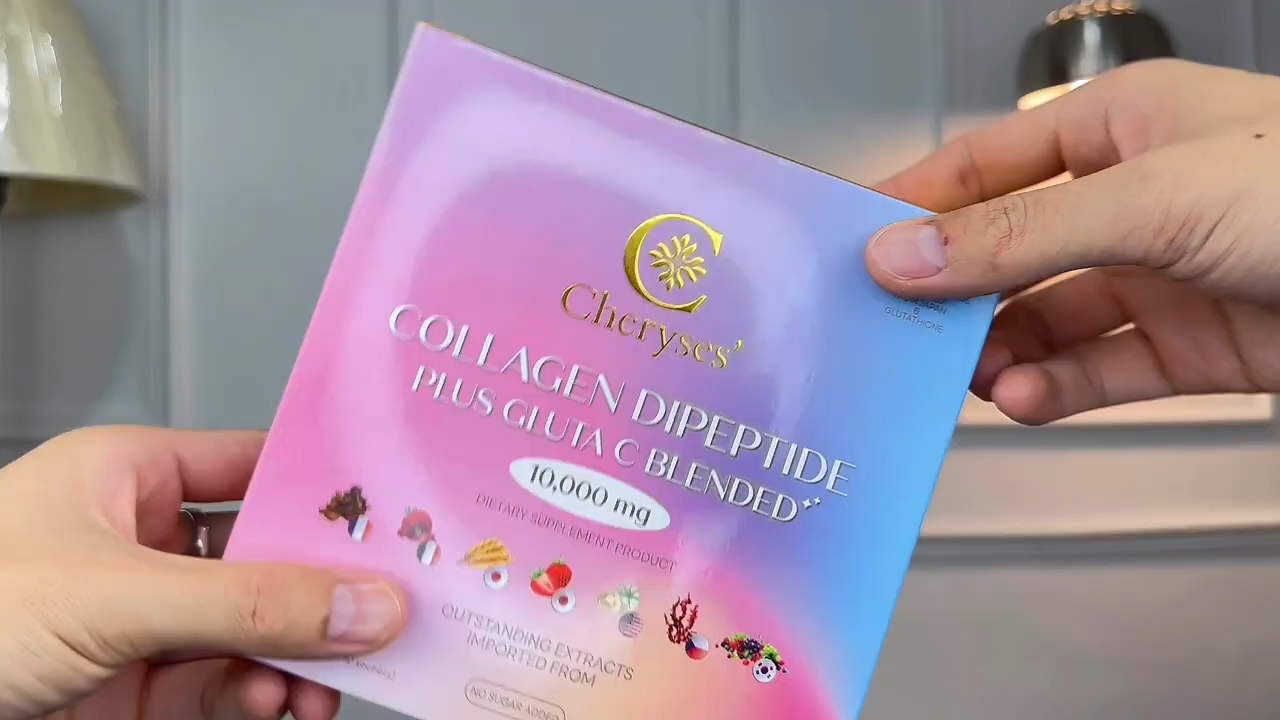 Cheryses'
COLLAGEN DIPEPTIDE
PLUS GLUTA C BLENDED
10,000 mg
DIETARY SUPPLEMENT PRODUCT
OUTSTANDING EXTRACTS
IMPORTED FROM
NO SUGAR ADDED
JAPAN
&
GLUTATHIONE